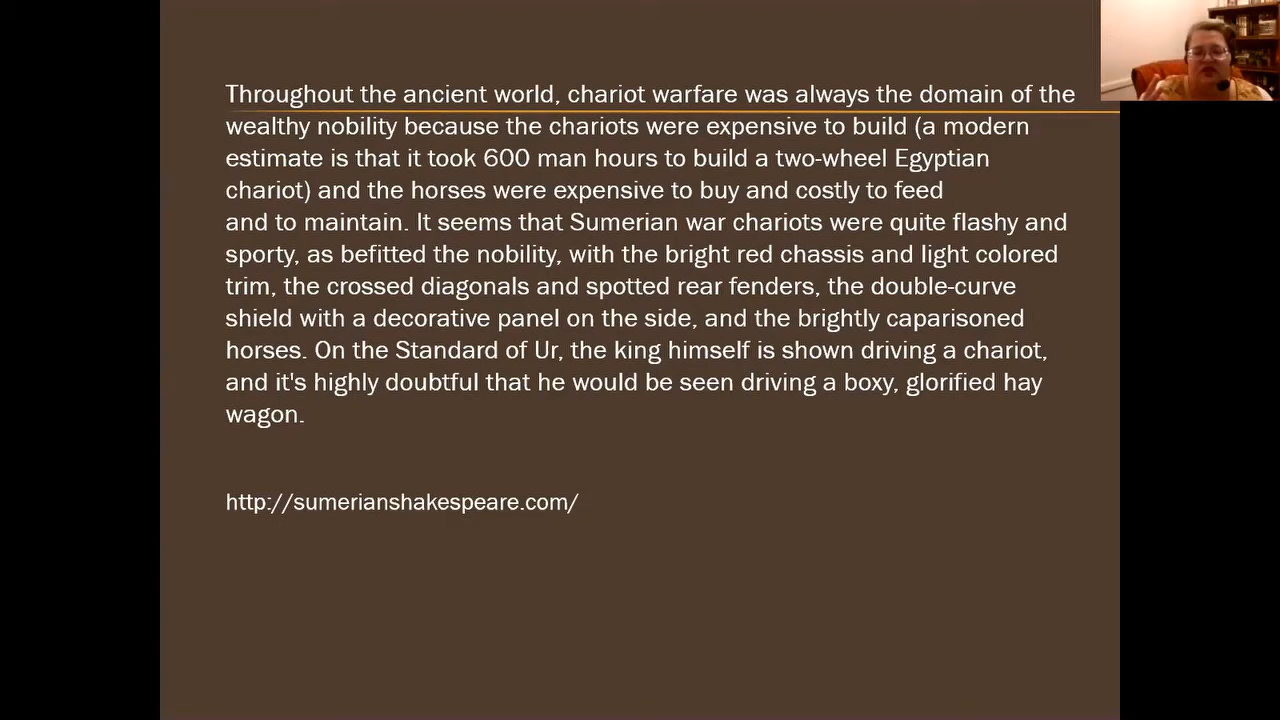 Throughout the ancient world, chariot warfare was always the domain of the
wealthy nobility because the chariots were expensive to build (a modern
estimate is that it took 600 man hours to build a two-wheel Egyptian
chariot) and the horses were expensive to buy and costly to feed
and to maintain. It seems that Sumerian war chariots were quite flashy and
sporty, as befitted the nobility, with the bright red chassis and light colored
trim, the crossed diagonals and spotted rear fenders, the double-curve
shield with a decorative panel on the side, and the brightly caparisoned
horses. On the Standard of Ur, the king himself is shown driving a chariot,
and it's highly doubtful that he would be seen driving a boxy, glorified hay
wagon.
http://sumerianshakespeare.com/